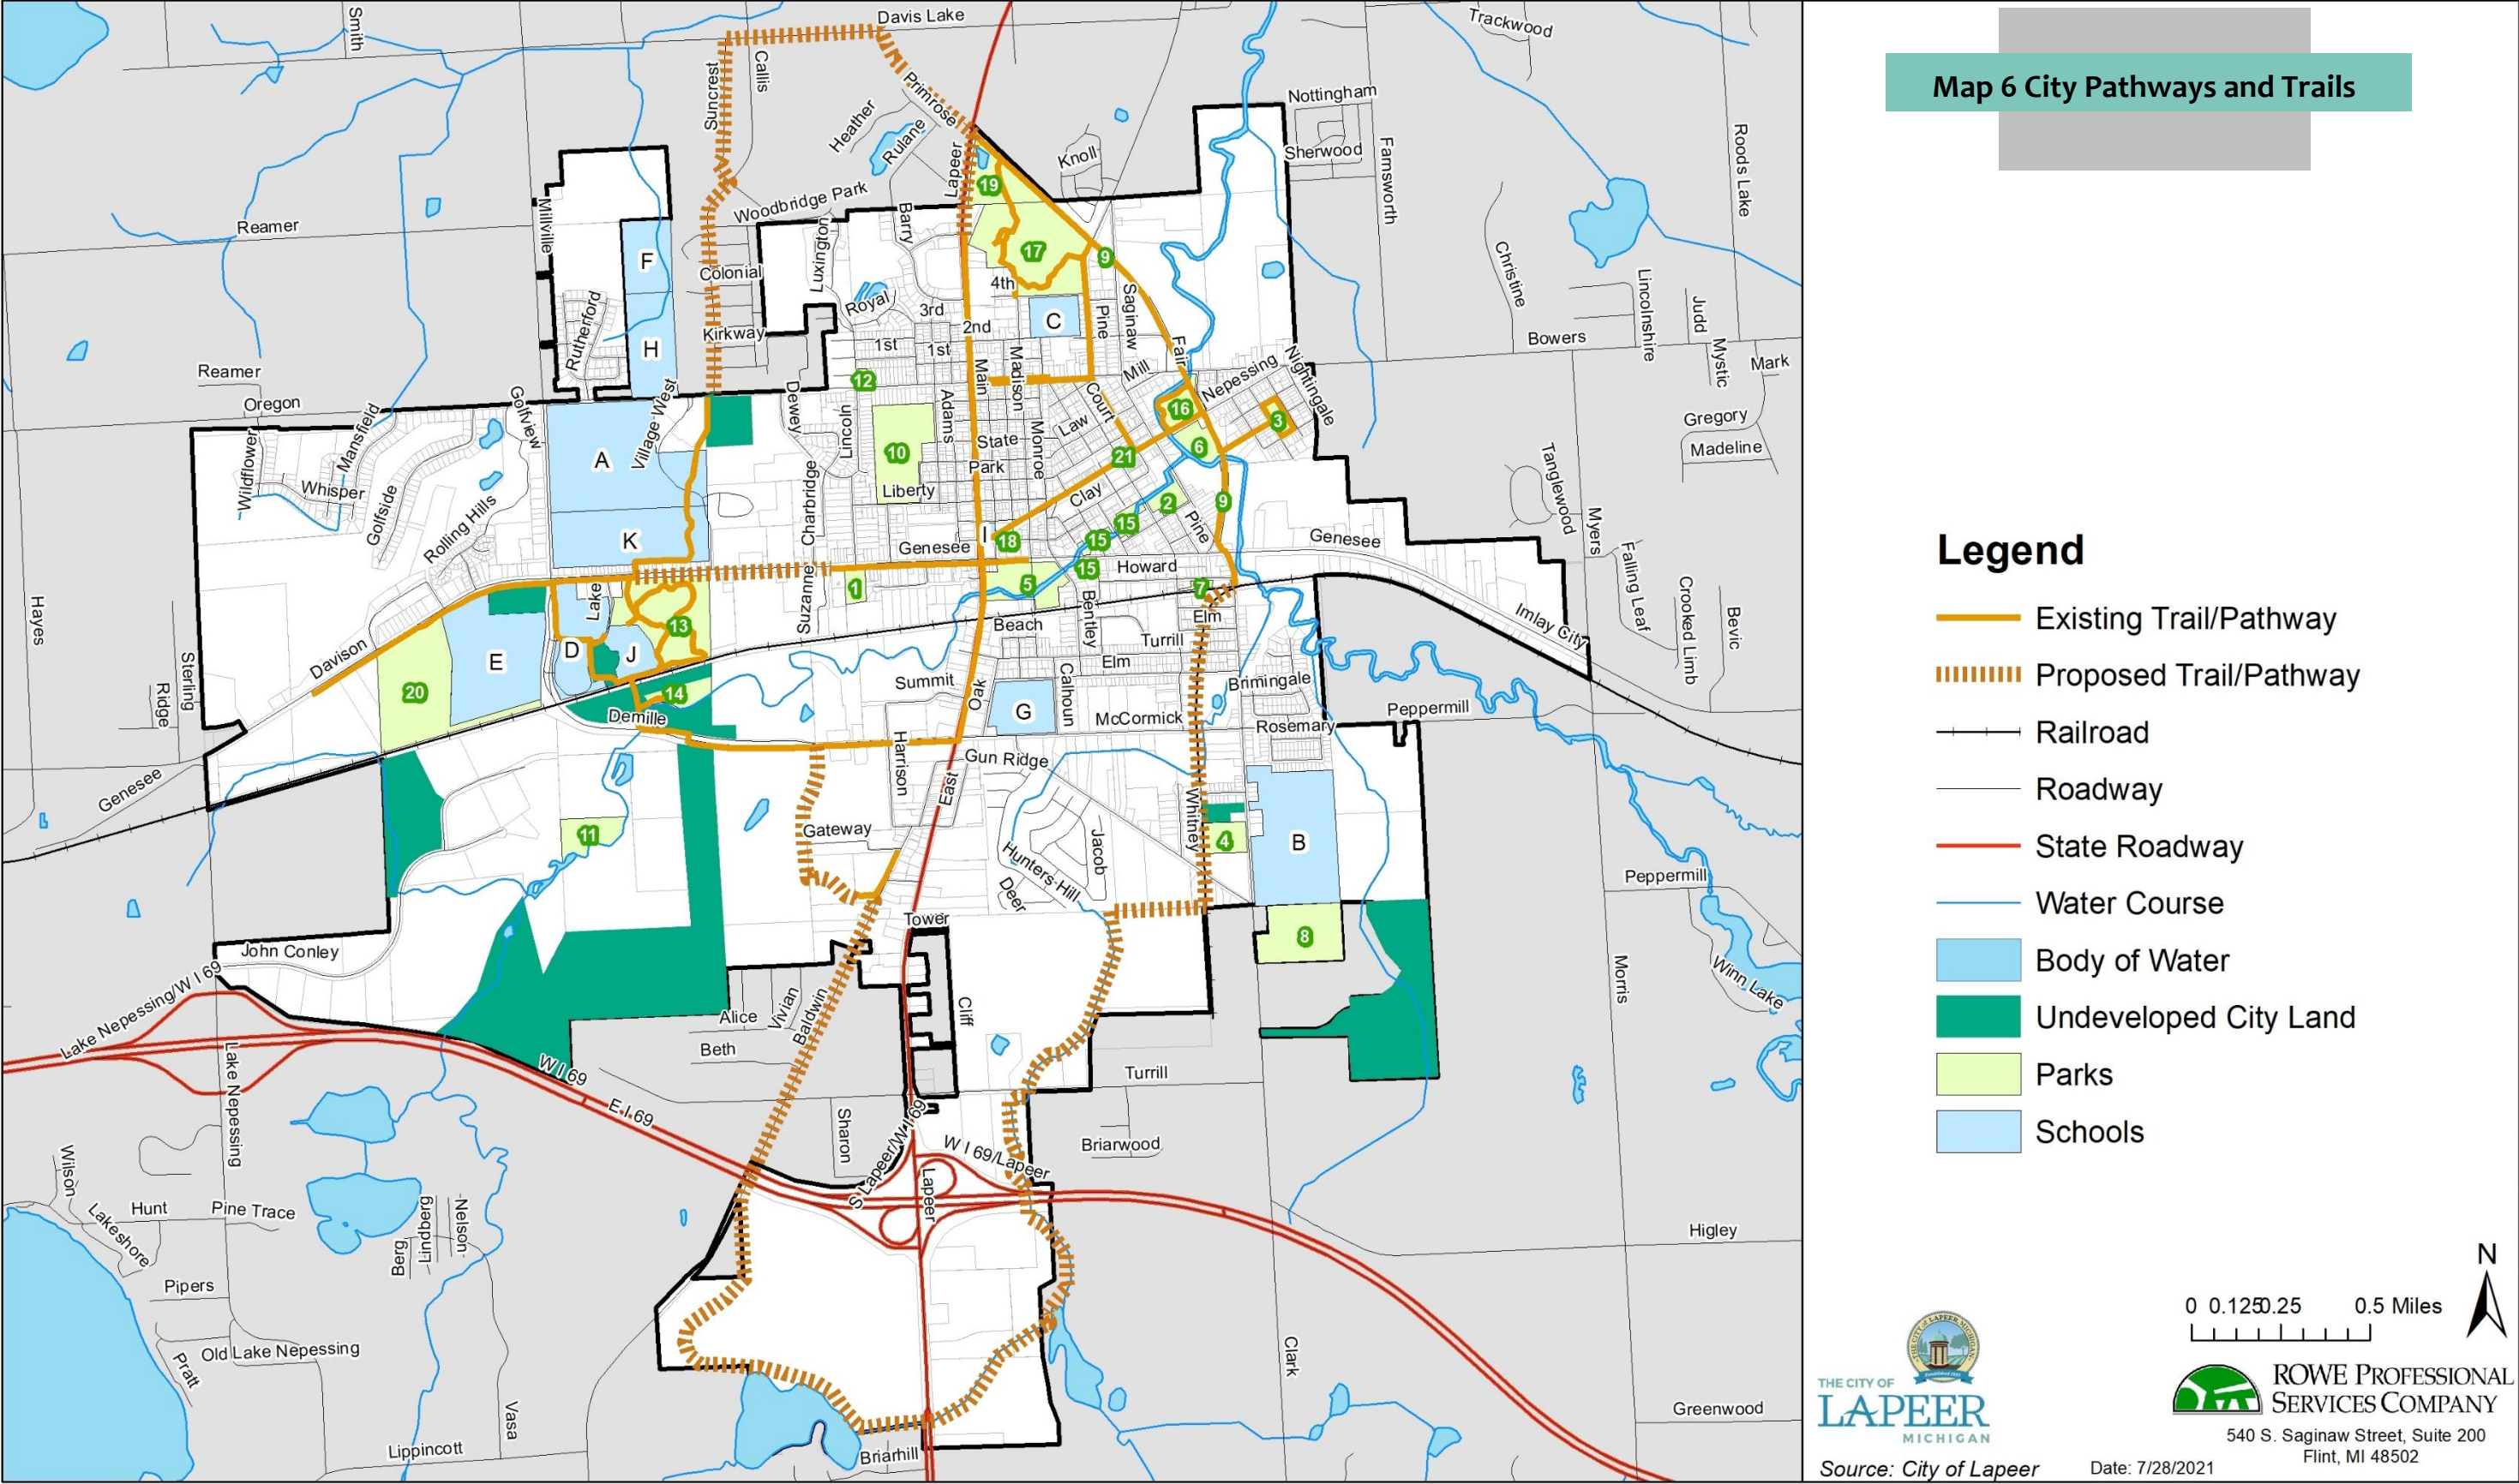 Map 6 City Pathways and Trails
Smith
Davis Lake
Trackwood
Callis
Suncrest
Primrose
Heather
Rulane
Nottingham
Sherwood
Farnsworth
Roods Lake
Lapeer
Knoll
19
Woodbridge Park
Millville
Reamer
Barry
Luxington
17
9
F
Colonial
Christine
4th
Royal
3rd
C
Pine
Saginaw
Lincolnshire
Judd
2nd
Rutherford
Kirkway
H
1st
1st
Fair
Bowers
Mystic
Mark
Main
Madison
Mill
Nepessing
Nightingale
Reamer
12
Oregon
Golfview
Village West
Dewey
Lincoln
Adams
Court
16
3
Gregory
Mansfield
Wildflower
State
Monroe
Law
6
Madeline
A
10
Park
21
Tanglewood
Whisper
Golfside
Charbridge
Liberty
Clay
2
9
Rolling Hills
15
Pine
Myers
K
Genesee
I
18
15
Genesee
Falling Leaf
Howard
15
Suzanne
1
5
7
Crooked Limb
Bevic
Hayes
Lake
Bentley
Elm
Imlay City
13
Beach
Turrill
Davison
D
J
E
Elm
Sterling
Ridge
20
14
Summit
Oak
Calhoun
Brimingale
Demille
G
McCormick
Rosemary
Peppermill
Harrison
Gun Ridge
Genesee
East
Whitney
11
Gateway
Jacob
4
B
Hunters Hill
Deer
Peppermill
Tower
8
John Conley
Lake Nepessing/W I 69
Morris
Winn Lake
Cliff
Vivian
Baldwin
Alice
Beth
Lake Nepessing
W I 69
E I 69
Turrill
Sharon
S Lapeer/W I 69
W I 69/Lapeer
Briarwood
Wilson
Lapeer
Hunt
Pine Trace
Lakeshore
Lindberg
Nelson
Berg
Higley
Pipers
Old Lake Nepessing
Pratt
Clark
Vasa
Greenwood
Lippincott
Briarhill
Legend
Existing Trail/Pathway
Proposed Trail/Pathway
Railroad
Roadway
State Roadway
Water Course
Body of Water
Undeveloped City Land
Parks
Schools
N
0 0.1250.25 0.5 Miles
THE CITY OF
LAPEER
MICHIGAN
Source: City of Lapeer
ROWE PROFESSIONAL
SERVICES COMPANY
540 S. Saginaw Street, Suite 200
Flint, MI 48502
Date: 7/28/2021